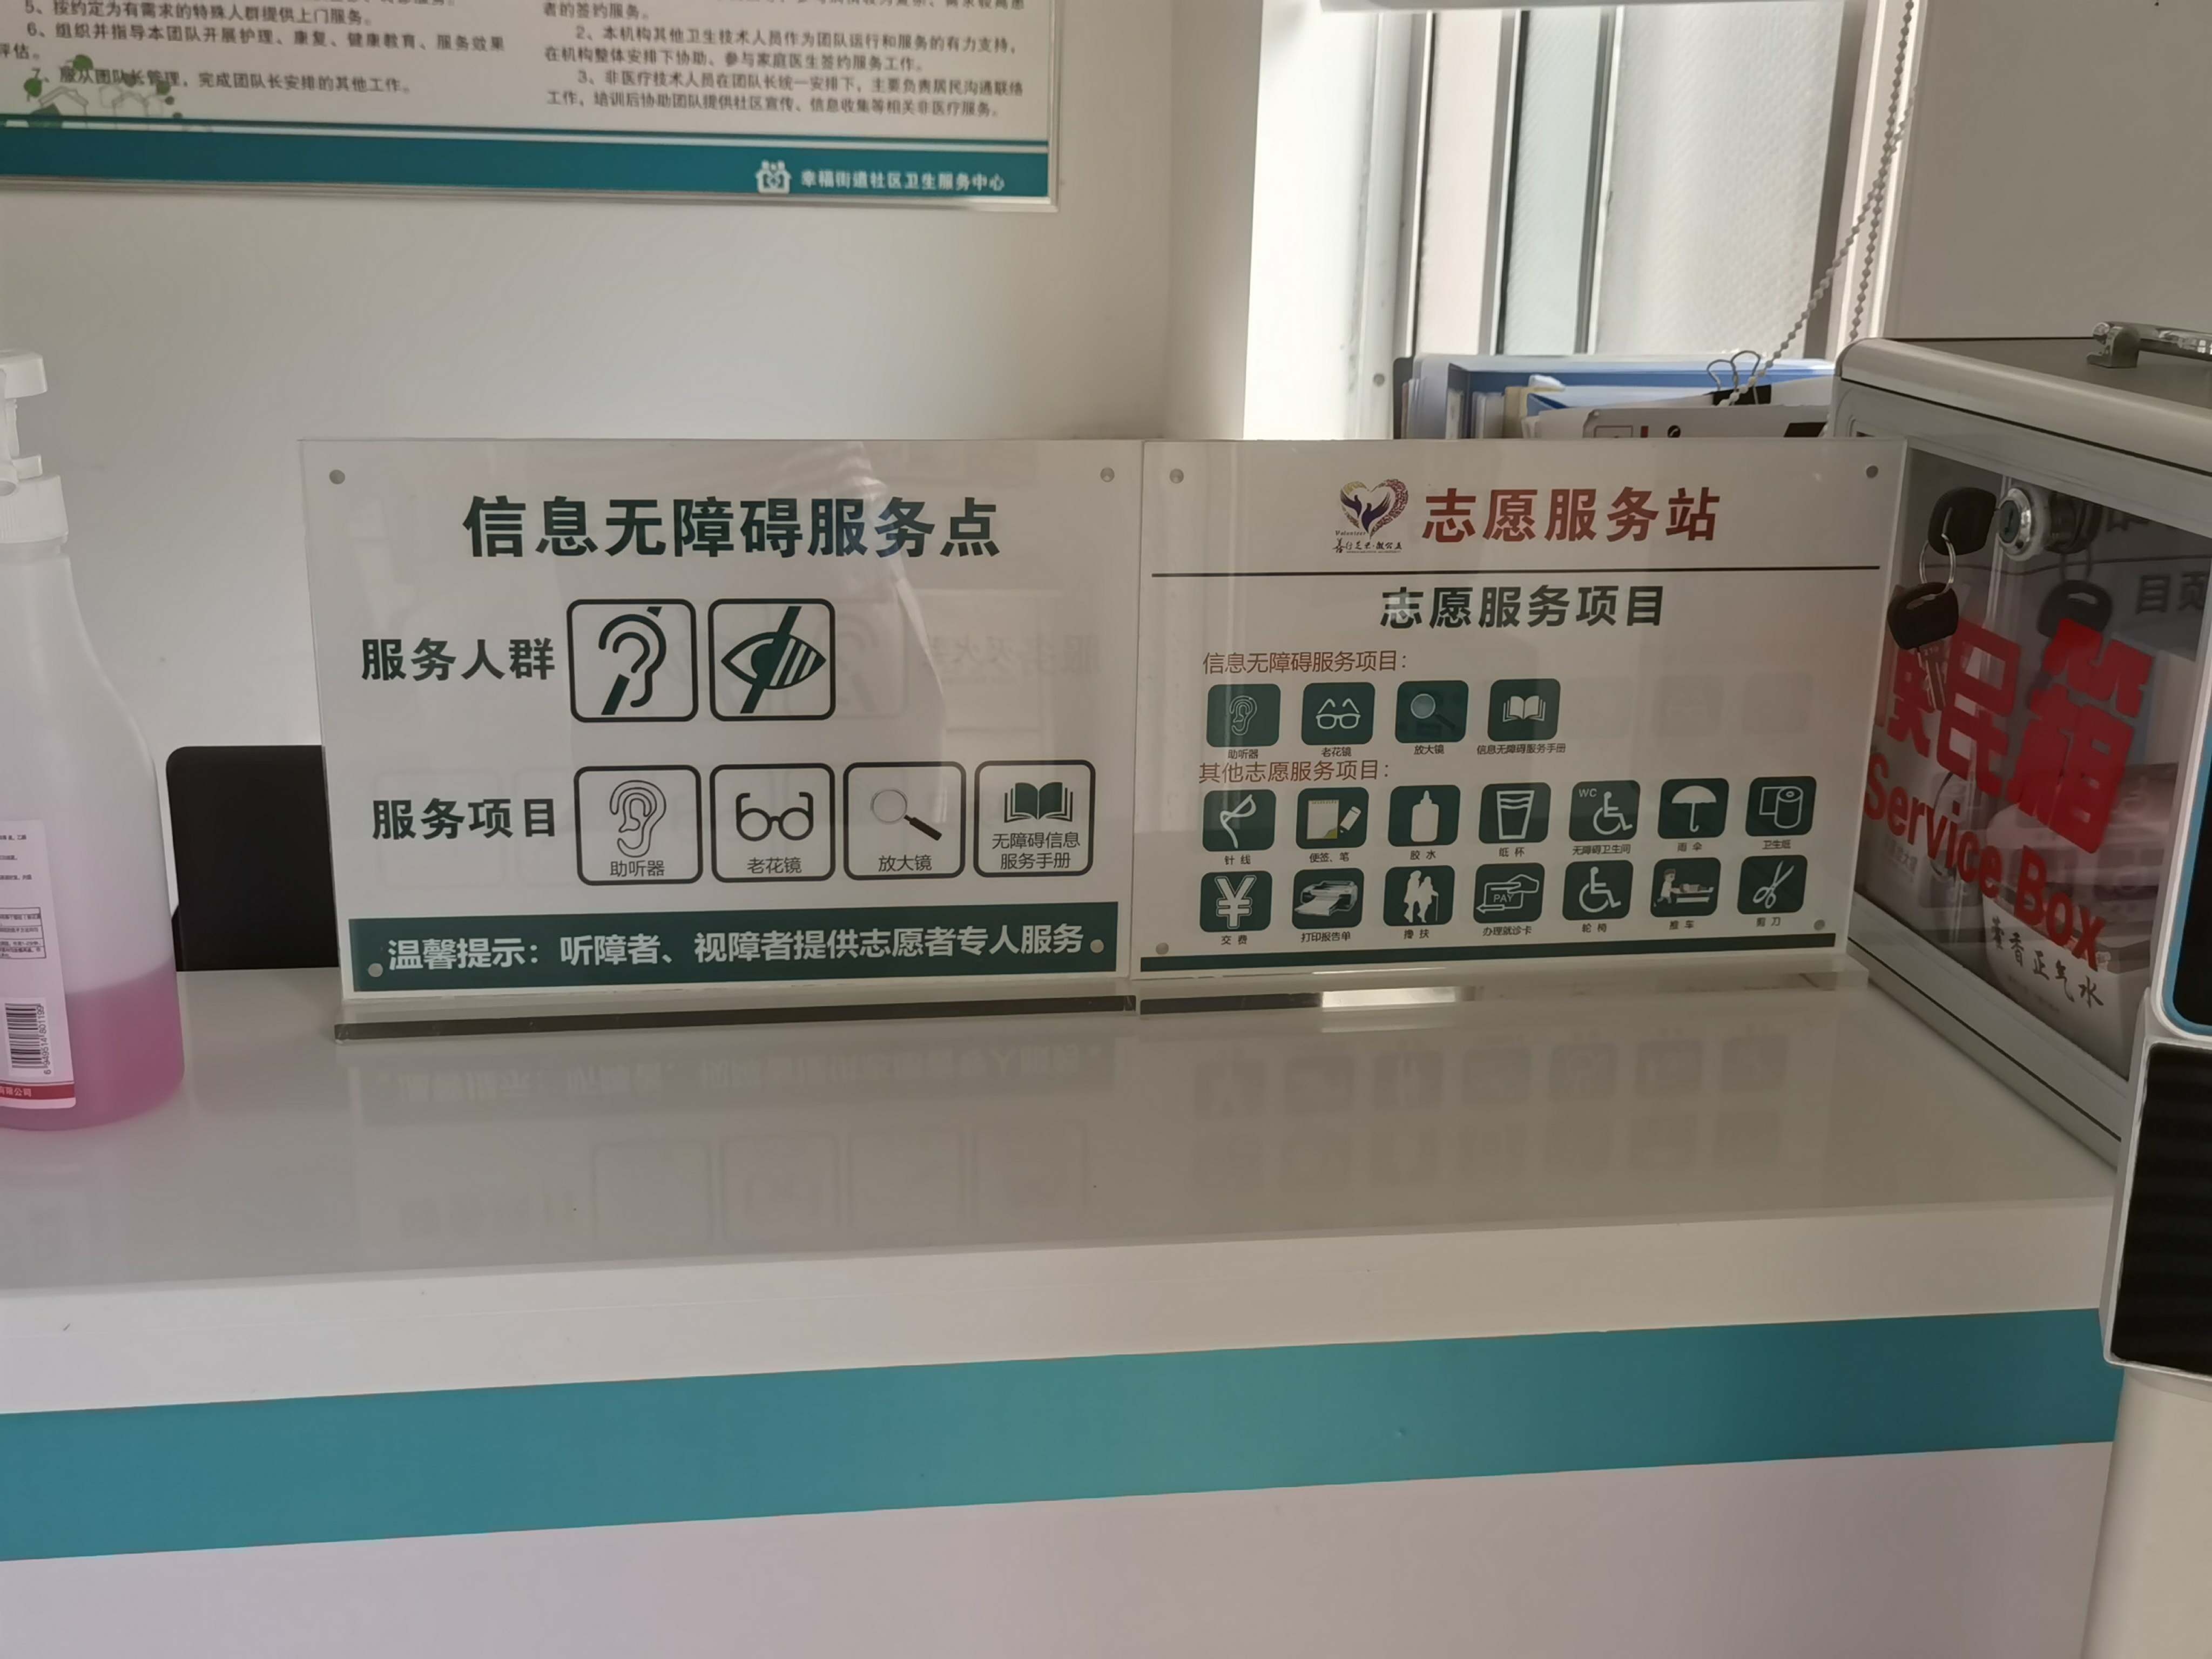 5、按约定为有需求的特殊人群提供上门服务。
6、组织并指导本团队开展护理、康复、健康教育、服务效果
评估。
7、服从团队长管理，完成团队长安排的其他工作。
者的签约服务。
2、本机构其他卫生技术人员作为团队运行和服务的有力支持，
在机构整体安排下协助、参与家庭医生签约服务工作。
3、非医疗技术人员在团队长统一安排下，主要负责居民沟通联络
工作，培训后协助团队提供社区宣传、信息收集等相关非医疗服务。
幸福街道社区卫生服务中心
信息无障碍服务点
服务人群
服务项目
助听器
老花镜
放大镜
无障碍信息
服务手册
温馨提示：听障者、视障者提供志愿者专人服务
Volunteer
志愿服务站
志愿服务项目
信息无障碍服务项目：
助听器 老花镜 放大镜 信息无障碍服务手册
其他志愿服务项目：
WC
针线 便签、笔 胶水 纸杯 无障碍卫生间 雨伞 卫生纸
PAY
交费 打印报告单 搀扶 办理就诊卡 轮椅 推车 剪刀
民箱
Service Box
藿香正气水
有限公司